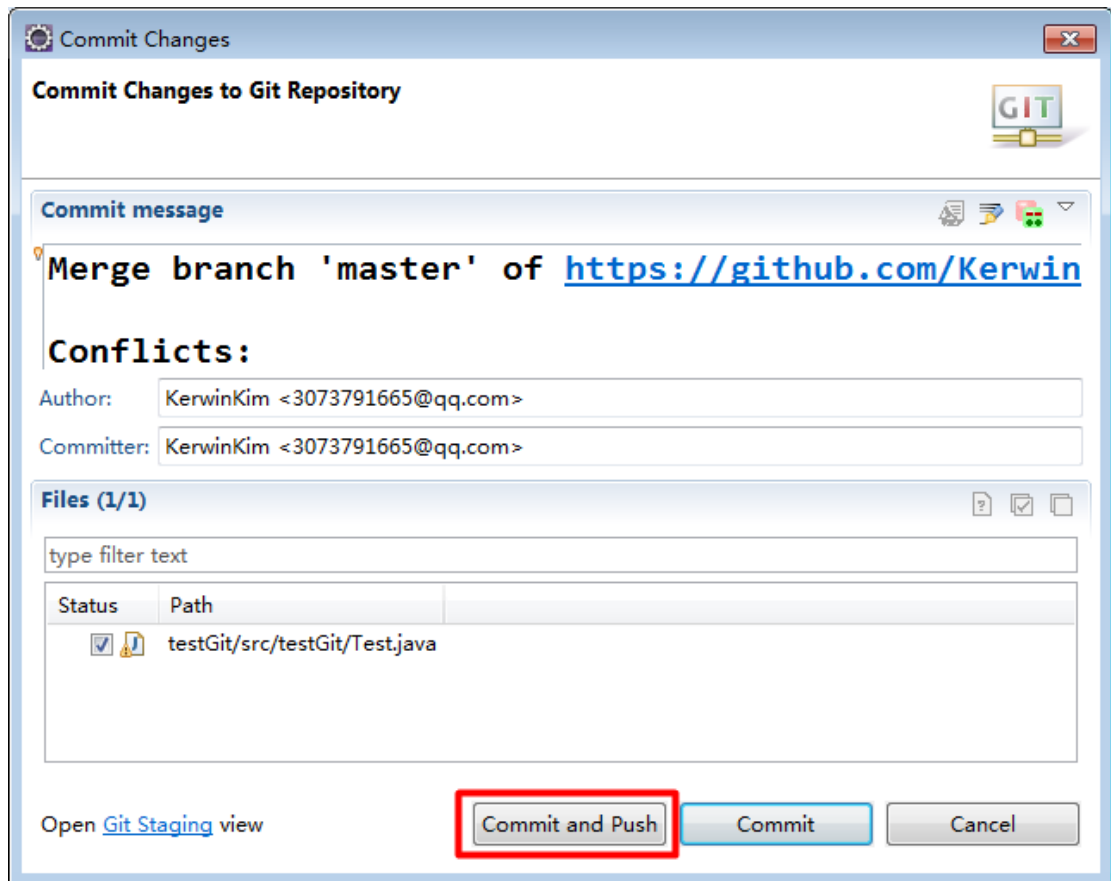 Commit Changes
Commit Changes to Git Repository
GIT
Commit message
Merge branch 'master' of https://github.com/Kerwin
Conflicts:
Author: KerwinKim <3073791665@qq.com>
Committer: KerwinKim <3073791665@qq.com>
Files (1/1)
type filter text
Status Path
testGit/src/testGit/Test.java
Open Git Staging view Commit and Push Commit Cancel